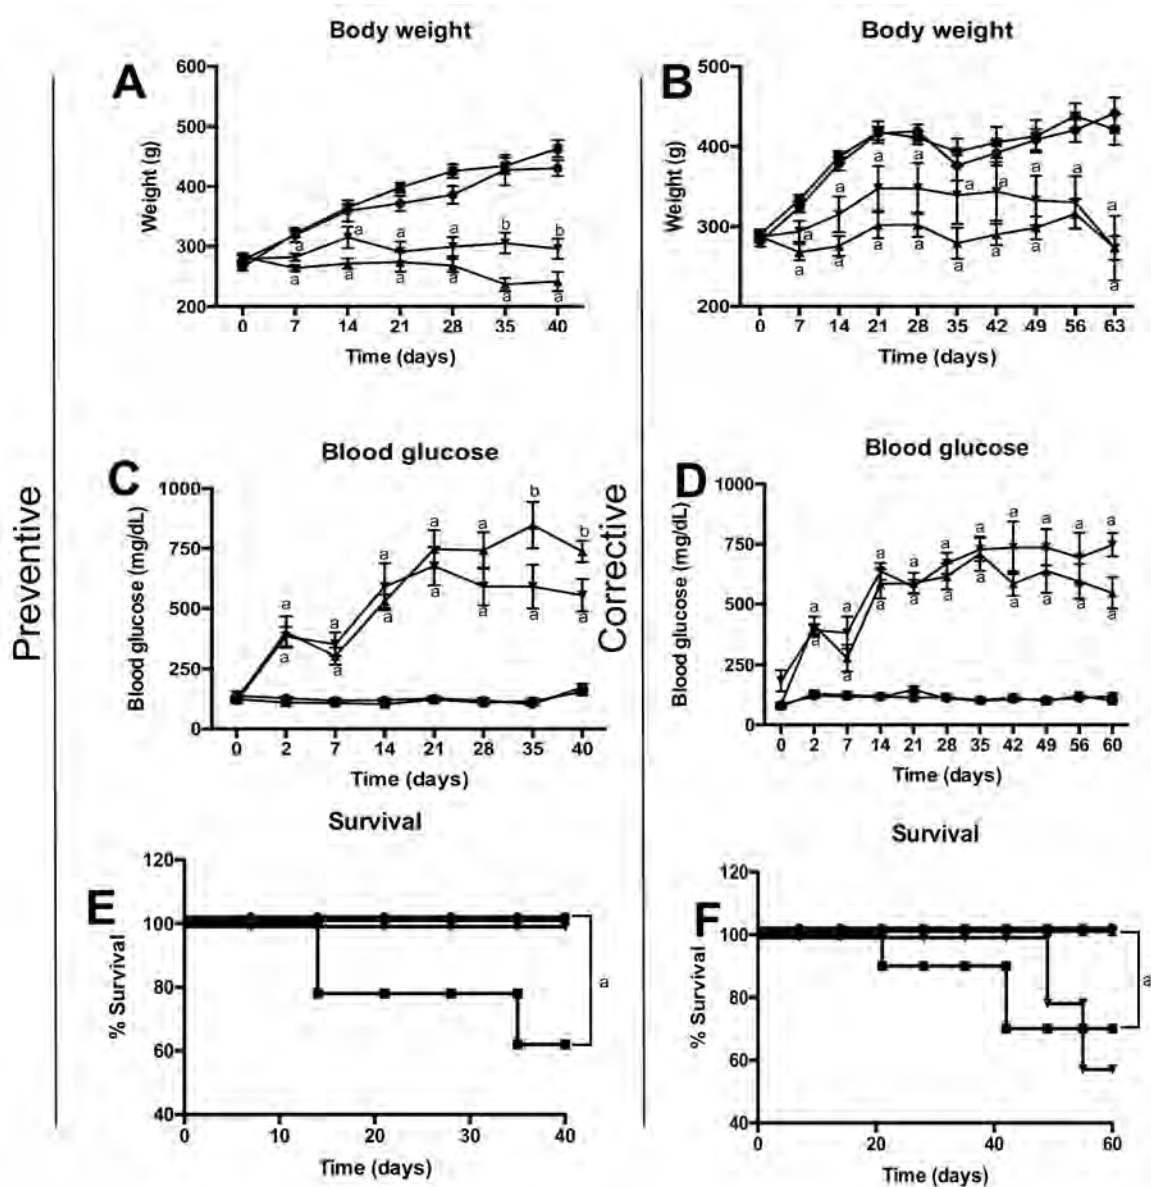 Preventive
A
Body weight
Weight (g)
600
500
400
300
200
a a a a b b
a a a a a a
0 7 14 21 28 35 40
Time (days)
C
Blood glucose
Blood glucose (mg/dL)
1000
750
500
250
0
a a a a a b b
a a a a a a a
0 2 7 14 21 28 35 40
Time (days)
E
Survival
% Survival
120
100
80
60
40
a
0 10 20 30 40
Time (days)
Corrective
B
Body weight
Weight (g)
500
400
300
200
a a a a a a a a a
a a a a a a a a
0 7 14 21 28 35 42 49 56 63
Time (days)
D
Blood glucose
Blood glucose (mg/dL)
1000
750
500
250
0
a a a a a a a a a a
a a a a a a a a a a
0 2 7 14 21 28 35 42 49 56 60
Time (days)
F
Survival
% Survival
120
100
80
60
40
a
0 20 40 60
Time (days)